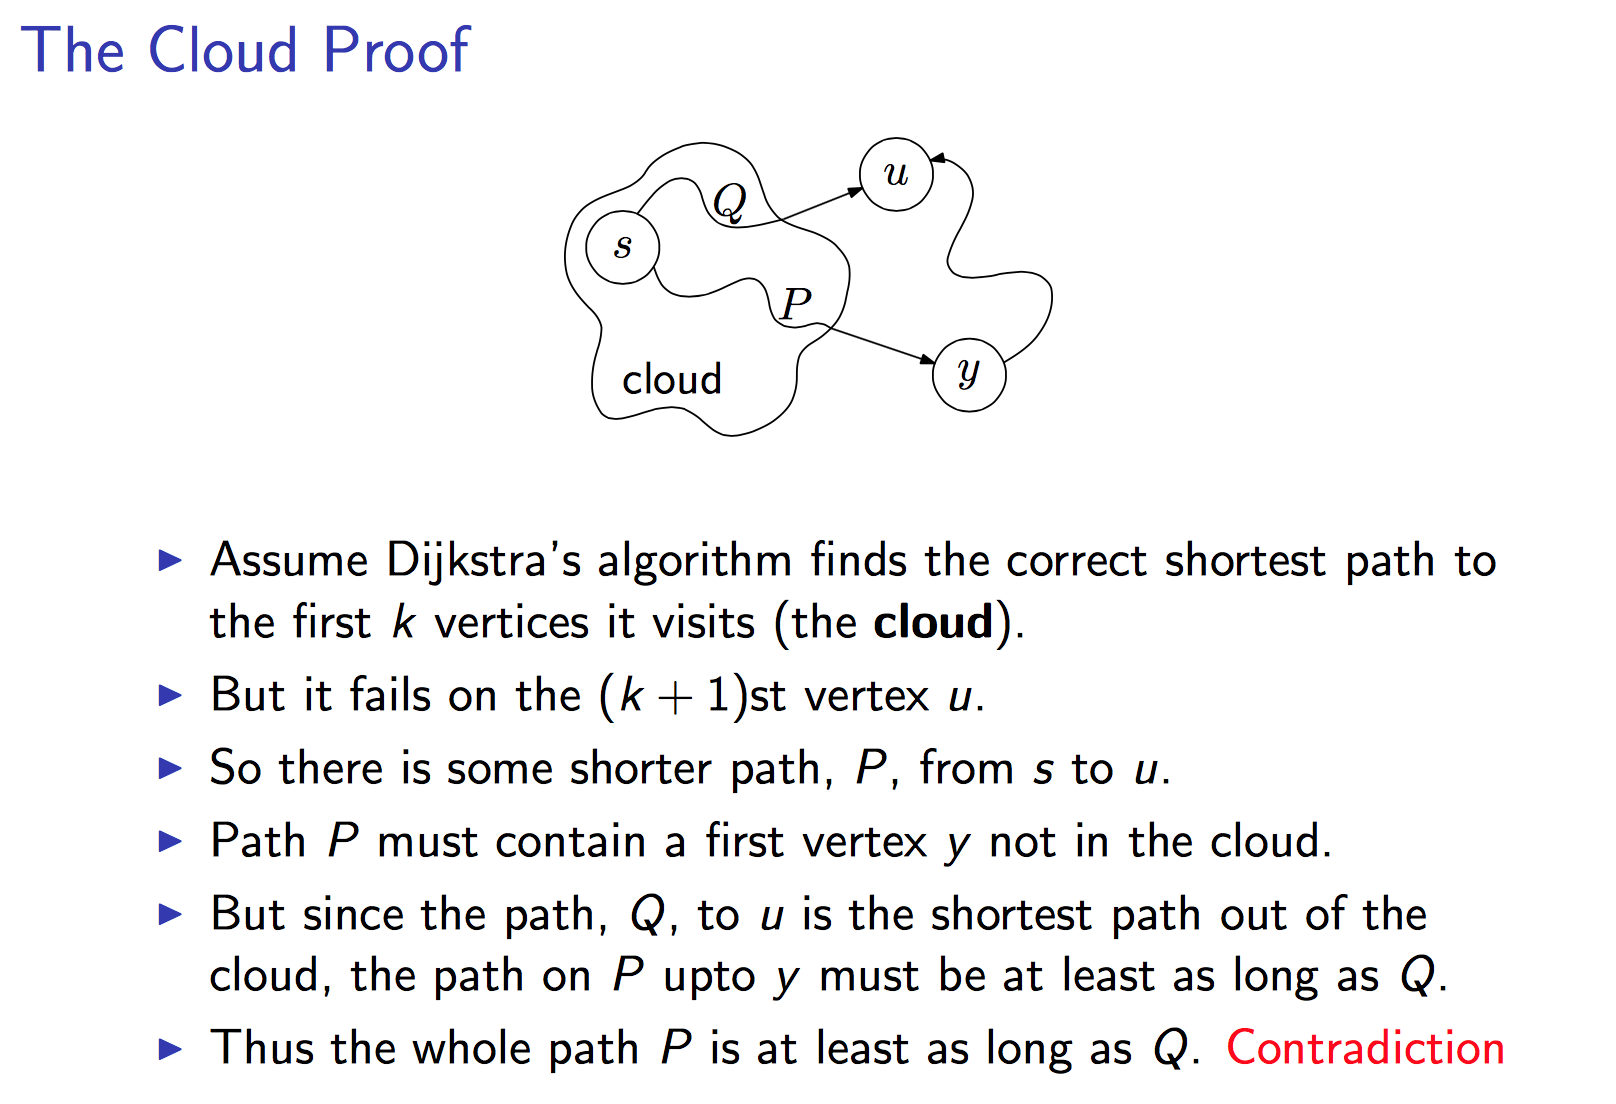 The Cloud Proof
Q
u
s
P
y
cloud
► Assume Dijkstra's algorithm finds the correct shortest path to
the first k vertices it visits (the cloud).
► But it fails on the (k + 1)st vertex u.
► So there is some shorter path, P, from s to u.
► Path P must contain a first vertex y not in the cloud.
► But since the path, Q, to u is the shortest path out of the
cloud, the path on P upto y must be at least as long as Q.
► Thus the whole path P is at least as long as Q. Contradiction